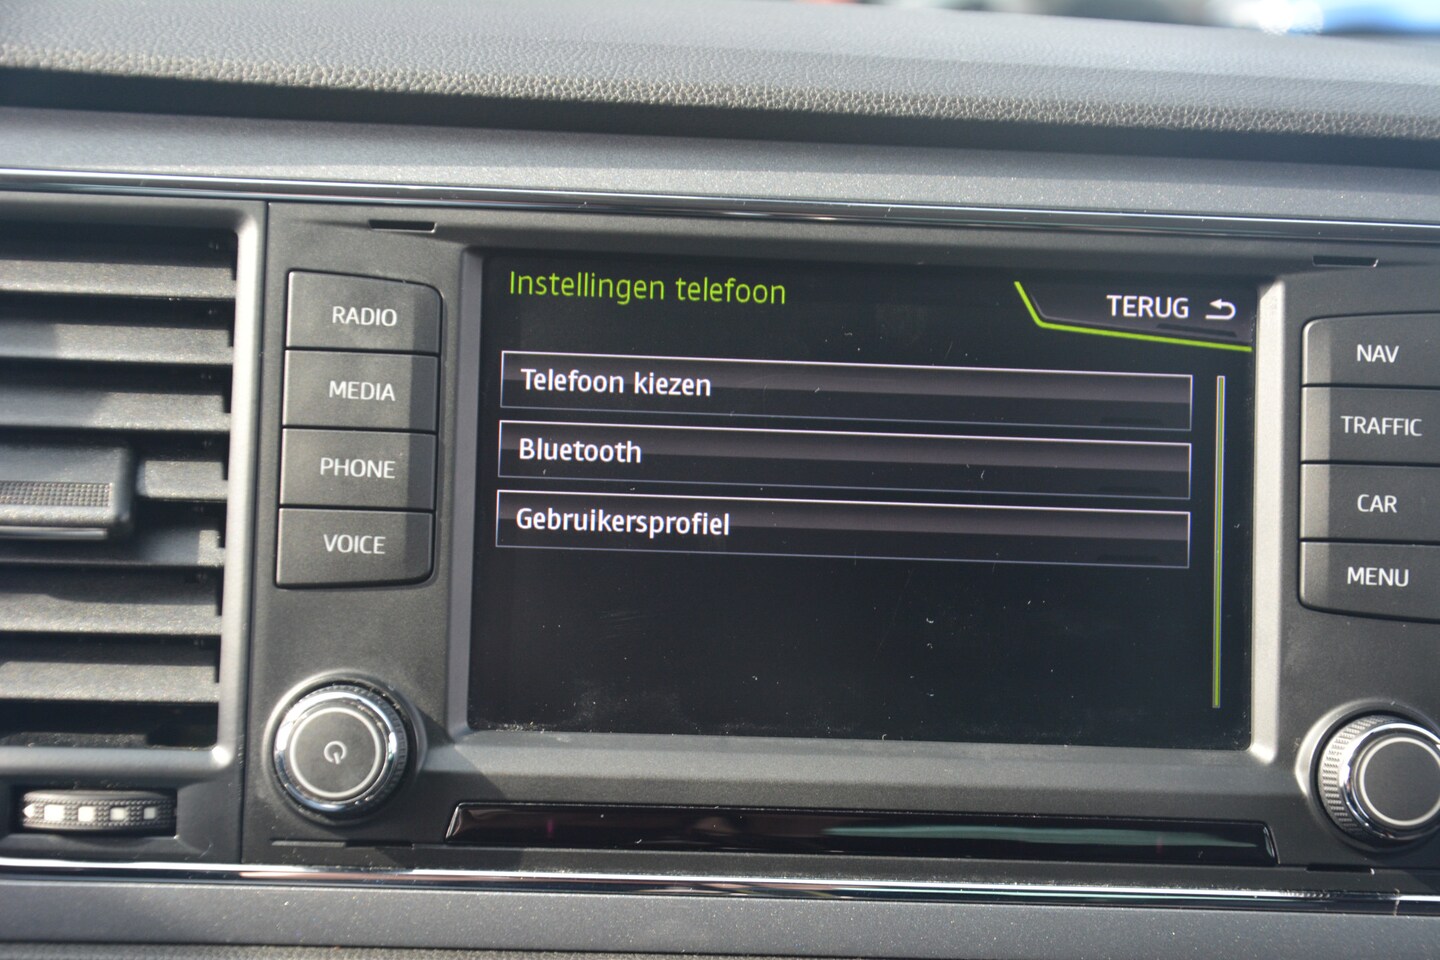 Instellingen telefoon
TERUG
Telefoon kiezen
Bluetooth
Gebruikersprofiel
RADIO
MEDIA
PHONE
VOICE
NAV
TRAFFIC
CAR
MENU